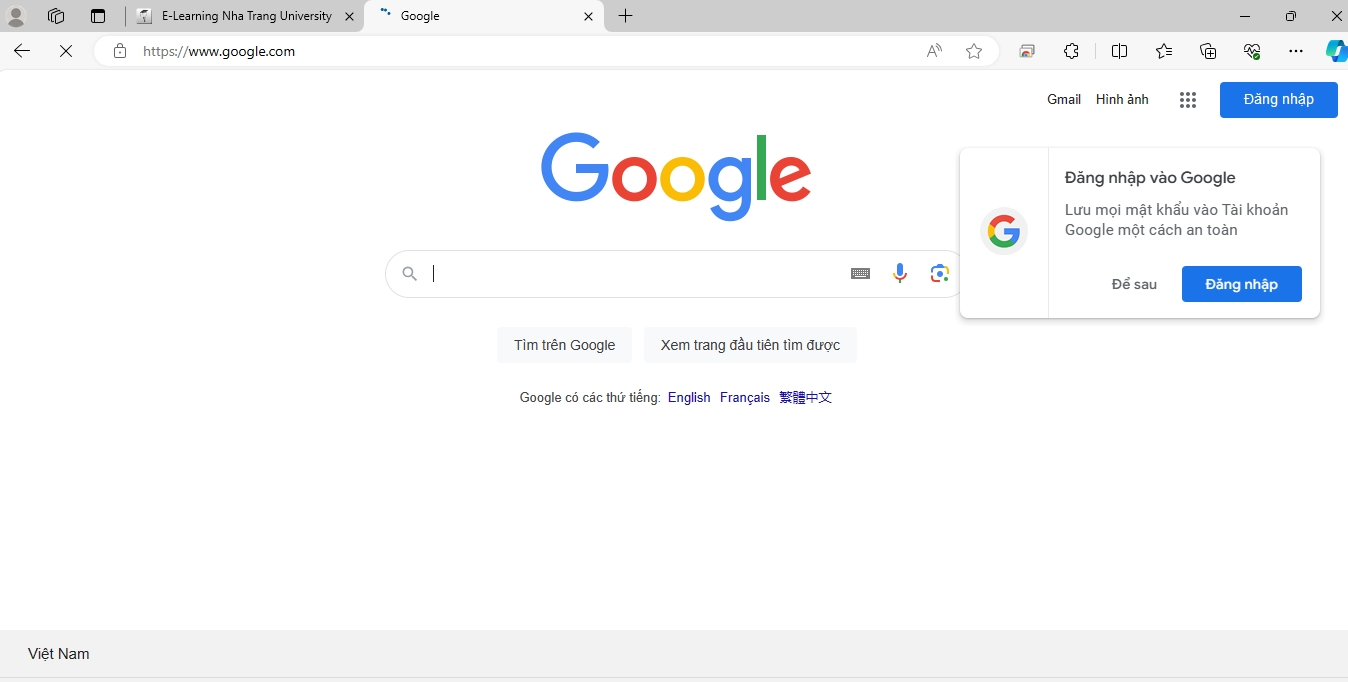 E-Learning Nha Trang University
Google
https://www.google.com
Gmail Hình ảnh Đăng nhập
Google
Đăng nhập vào Google
Lưu mọi mật khẩu vào Tài khoản
Google một cách an toàn
Để sau Đăng nhập
Tìm trên Google Xem trang đầu tiên tìm được
Google có các thứ tiếng: English Français 繁體中文
Việt Nam